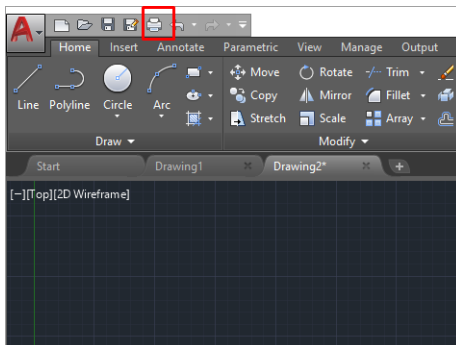 A
Home Insert Annotate Parametric View Manage Output
Line Polyline Circle Arc
Move Rotate Trim
Copy Mirror Fillet
Stretch Scale Array
Draw Modify
Start Drawing1 Drawing2*
[−][Top][2D Wireframe]